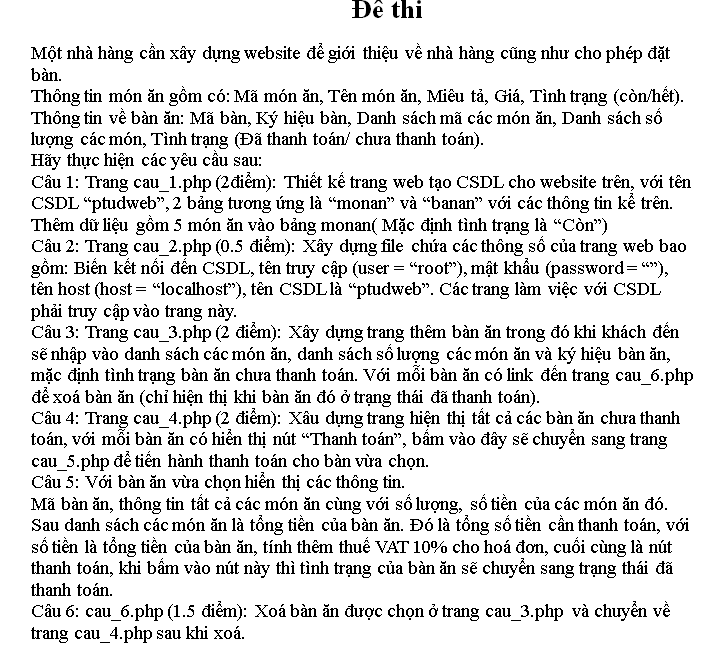 Đề thi
Một nhà hàng cần xây dựng website để giới thiệu về nhà hàng cũng như cho phép đặt
bàn.
Thông tin món ăn gồm có: Mã món ăn, Tên món ăn, Miêu tả, Giá, Tình trạng (còn/hết).
Thông tin về bàn ăn: Mã bàn, Ký hiệu bàn, Danh sách mã các món ăn, Danh sách số
lượng các món, Tình trạng (Đã thanh toán/ chưa thanh toán).
Hãy thực hiện các yêu cầu sau:
Câu 1: Trang cau_1.php (2điểm): Thiết kế trang web tạo CSDL cho website trên, với tên
CSDL “ptudweb”, 2 bảng tương ứng là “monan” và “banan” với các thông tin kể trên.
Thêm dữ liệu gồm 5 món ăn vào bảng monan( Mặc định tình trạng là “Còn”)
Câu 2: Trang cau_2.php (0.5 điểm): Xây dựng file chứa các thông số của trang web bao
gồm: Biến kết nối đến CSDL, tên truy cập (user = “root”), mật khẩu (password = “”),
tên host (host = “localhost”), tên CSDL là “ptudweb”. Các trang làm việc với CSDL
phải truy cập vào trang này.
Câu 3: Trang cau_3.php (2 điểm): Xây dựng trang thêm bàn ăn trong đó khi khách đến
sẽ nhập vào danh sách các món ăn, danh sách số lượng các món ăn và ký hiệu bàn ăn,
mặc định tình trạng bàn ăn chưa thanh toán. Với mỗi bàn ăn có link đến trang cau_6.php
để xoá bàn ăn (chỉ hiện thị khi bàn ăn đó ở trạng thái đã thanh toán).
Câu 4: Trang cau_4.php (2 điểm): Xâu dựng trang hiện thị tất cả các bàn ăn chưa thanh
toán, với mỗi bàn ăn có hiển thị nút “Thanh toán”, bấm vào đây sẽ chuyển sang trang
cau_5.php để tiến hành thanh toán cho bàn vừa chọn.
Câu 5: Với bàn ăn vừa chọn hiển thị các thông tin.
Mã bàn ăn, thông tin tất cả các món ăn cùng với số lượng, số tiền của các món ăn đó.
Sau danh sách các món ăn là tổng tiền của bàn ăn. Đó là tổng số tiền cần thanh toán, với
số tiền là tổng tiền của bàn ăn, tính thêm thuế VAT 10% cho hoá đơn, cuối cùng là nút
thanh toán, khi bấm vào nút này thì tình trạng của bàn ăn sẽ chuyển sang trạng thái đã
thanh toán.
Câu 6: cau_6.php (1.5 điểm): Xoá bàn ăn được chọn ở trang cau_3.php và chuyển về
trang cau_4.php sau khi xoá.